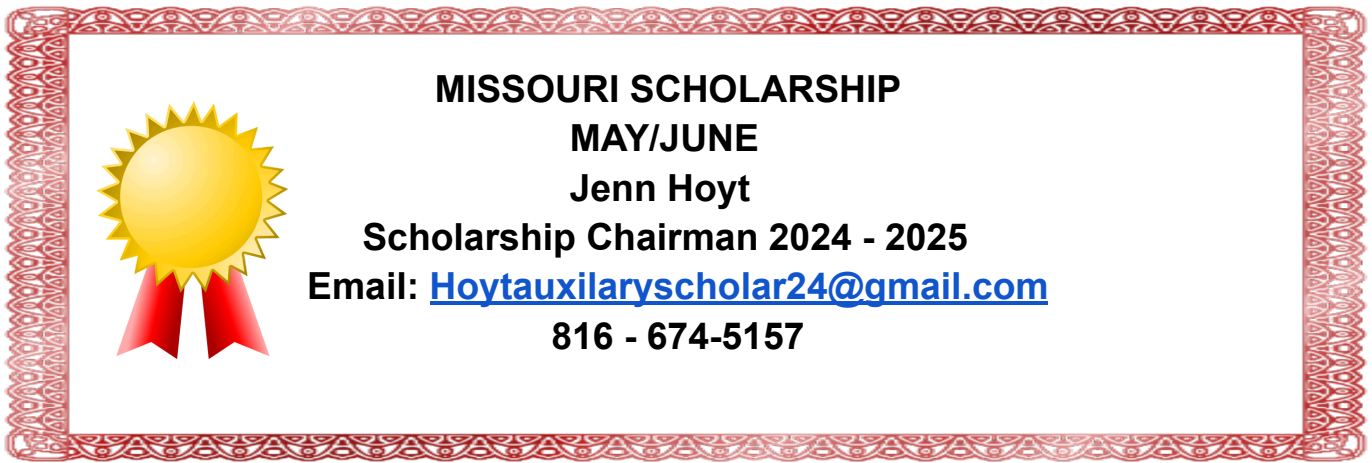 MISSOURI SCHOLARSHIP
MAY/JUNE
Jenn Hoyt
Scholarship Chairman 2024 - 2025
Email: Hoytauxilaryscholar24@gmail.com
816 - 674-5157